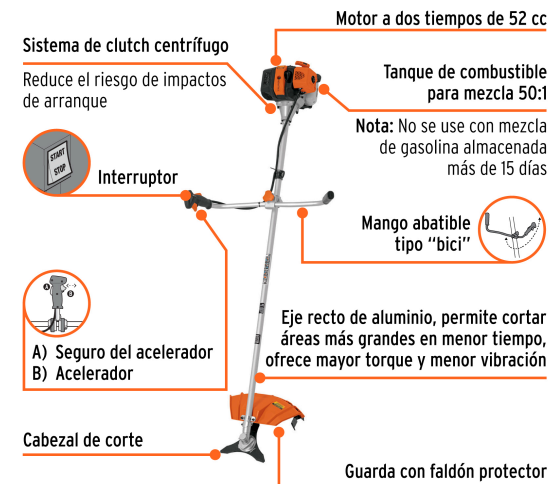 Motor a dos tiempos de 52 cc
Sistema de clutch centrífugo
Reduce el riesgo de impactos
de arranque
Tanque de combustible
para mezcla 50:1
Nota: No se use con mezcla
de gasolina almacenada
más de 15 días
START
STOP
Interruptor
Mango abatible
tipo “bici”
A
B
A) Seguro del acelerador
B) Acelerador
Eje recto de aluminio, permite cortar
áreas más grandes en menor tiempo,
ofrece mayor torque y menor vibración
Cabezal de corte
Guarda con faldón protector